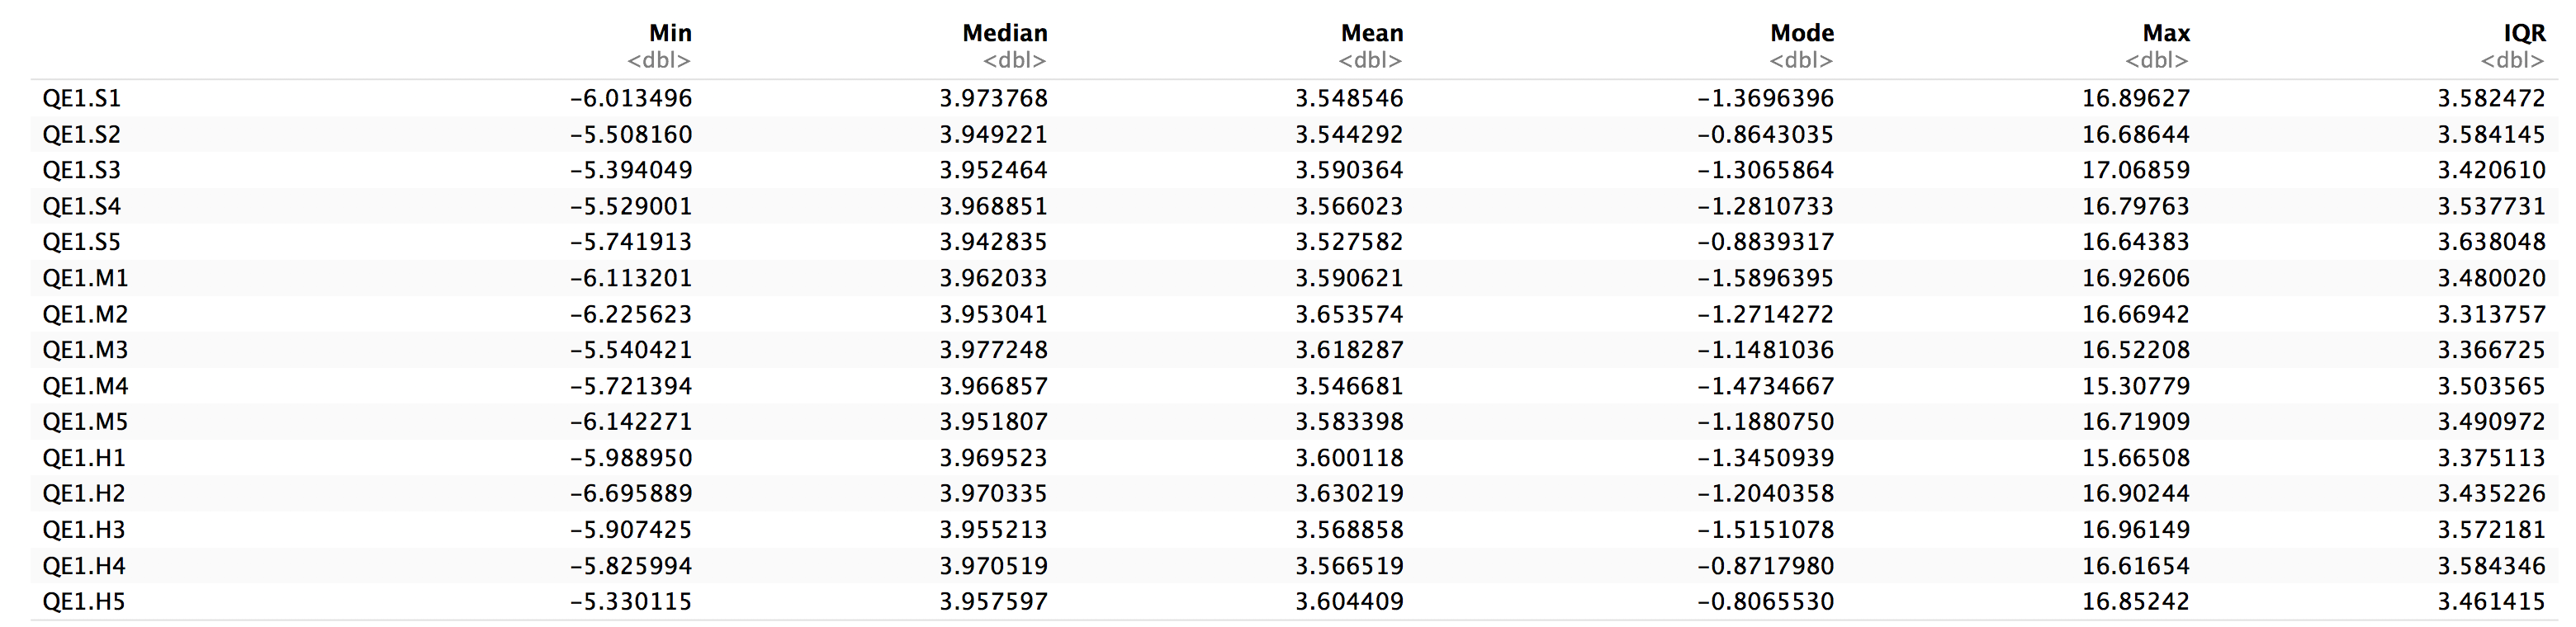 Min Median Mean Mode Max IQR
<dbl> <dbl> <dbl> <dbl> <dbl> <dbl>
QE1.S1 −6.013496 3.973768 3.548546 −1.3696396 16.89627 3.582472
QE1.S2 −5.508160 3.949221 3.544292 −0.8643035 16.68644 3.584145
QE1.S3 −5.394049 3.952464 3.590364 −1.3065864 17.06859 3.420610
QE1.S4 −5.529001 3.968851 3.566023 −1.2810733 16.79763 3.537731
QE1.S5 −5.741913 3.942835 3.527582 −0.8839317 16.64383 3.638048
QE1.M1 −6.113201 3.962033 3.590621 −1.5896395 16.92606 3.480020
QE1.M2 −6.225623 3.953041 3.653574 −1.2714272 16.66942 3.313757
QE1.M3 −5.540421 3.977248 3.618287 −1.1481036 16.52208 3.366725
QE1.M4 −5.721394 3.966857 3.546681 −1.4734667 15.30779 3.503565
QE1.M5 −6.142271 3.951807 3.583398 −1.1880750 16.71909 3.490972
QE1.H1 −5.988950 3.969523 3.600118 −1.3450939 15.66508 3.375113
QE1.H2 −6.695889 3.970335 3.630219 −1.2040358 16.90244 3.435226
QE1.H3 −5.907425 3.955213 3.568858 −1.5151078 16.96149 3.572181
QE1.H4 −5.825994 3.970519 3.566519 −0.8717980 16.61654 3.584346
QE1.H5 −5.330115 3.957597 3.604409 −0.8065530 16.85242 3.461415